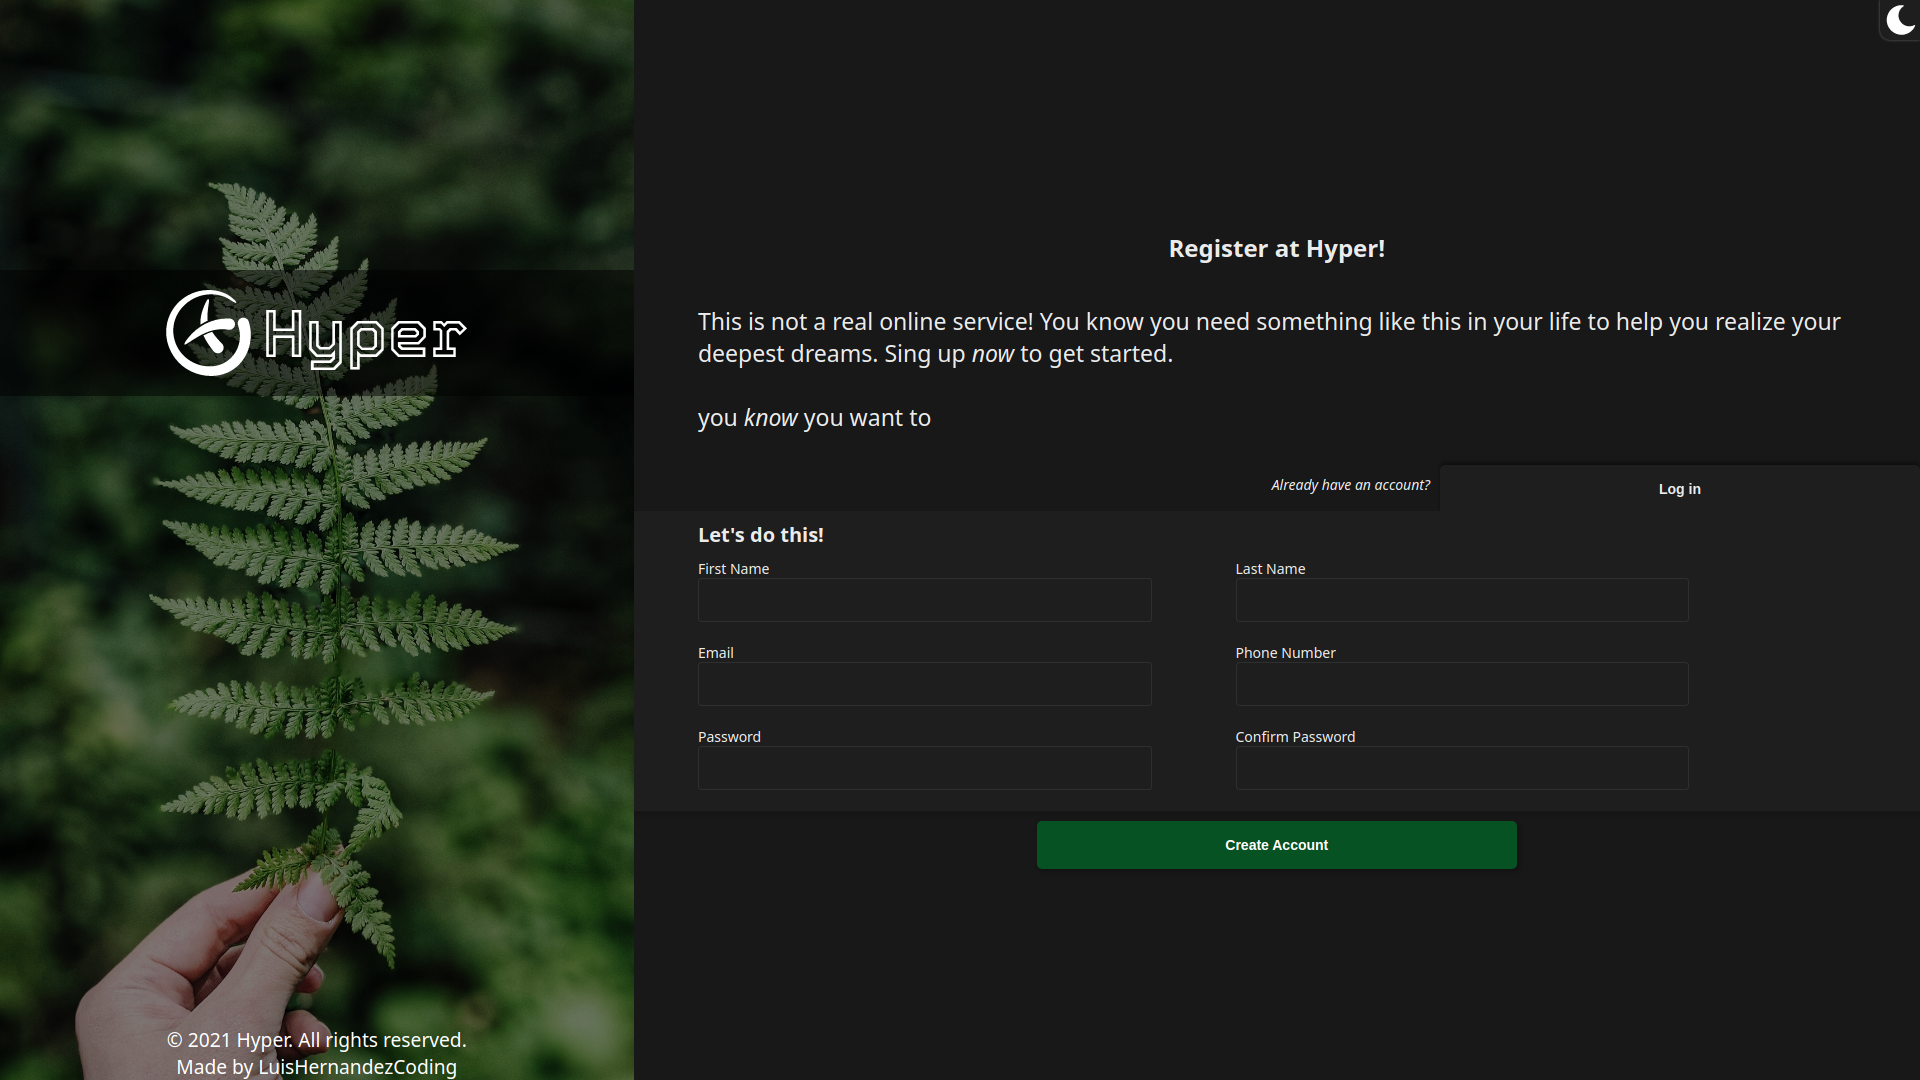 Hyper
© 2021 Hyper. All rights reserved.
Made by LuisHernandezCoding
Register at Hyper!
This is not a real online service! You know you need something like this in your life to help you realize your
deepest dreams. Sing up now to get started.
you know you want to
Already have an account?
Log in
Let's do this!
First Name
Last Name
Email
Phone Number
Password
Confirm Password
Create Account